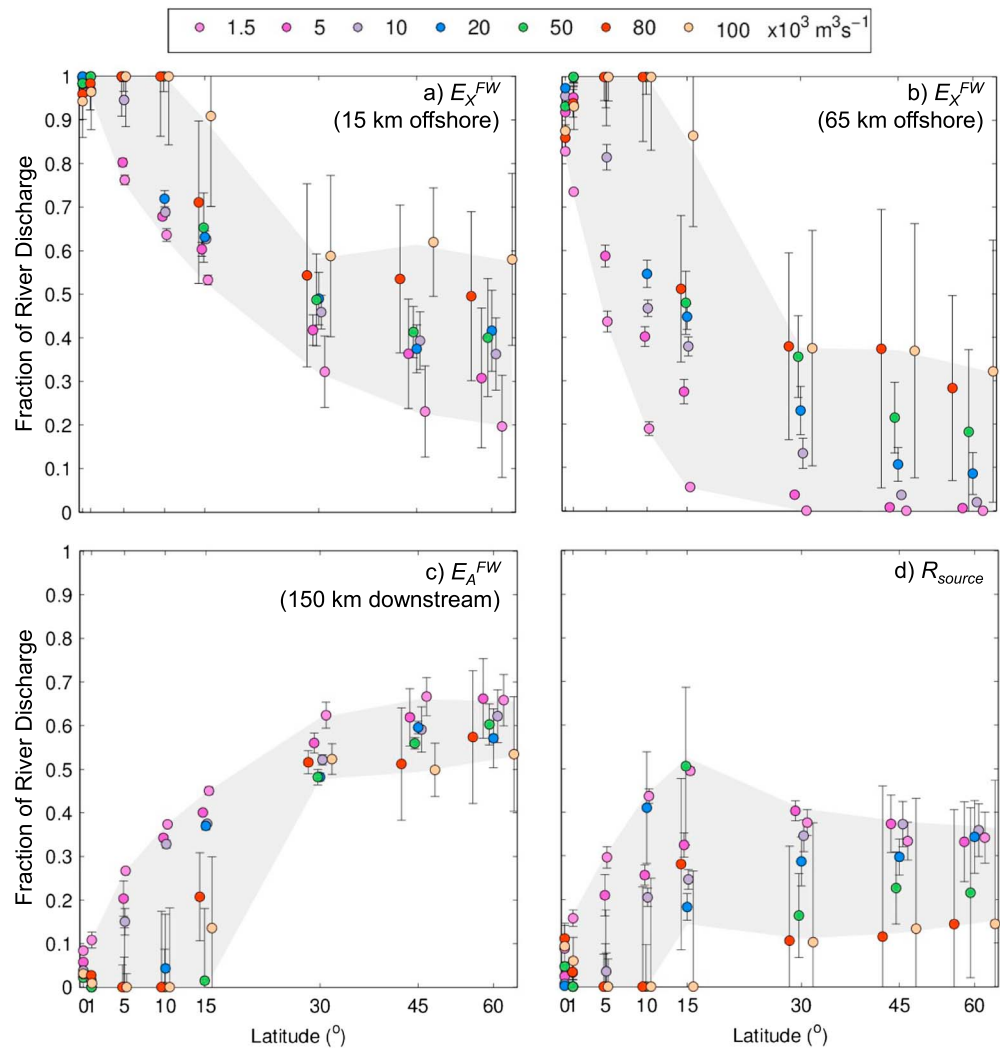 1.5 5 10 20 50 80 100 x10³ m³s⁻¹
a) E_X^FW
(15 km offshore)
1
0.9
0.8
0.7
0.6
0.5
0.4
0.3
0.2
0.1
0
Fraction of River Discharge
b) E_X^FW
(65 km offshore)
c) E_A^FW
(150 km downstream)
1
0.9
0.8
0.7
0.6
0.5
0.4
0.3
0.2
0.1
0
Fraction of River Discharge
0 1 5 10 15 30 45 60
Latitude (°)
d) R_source
0 1 5 10 15 30 45 60
Latitude (°)